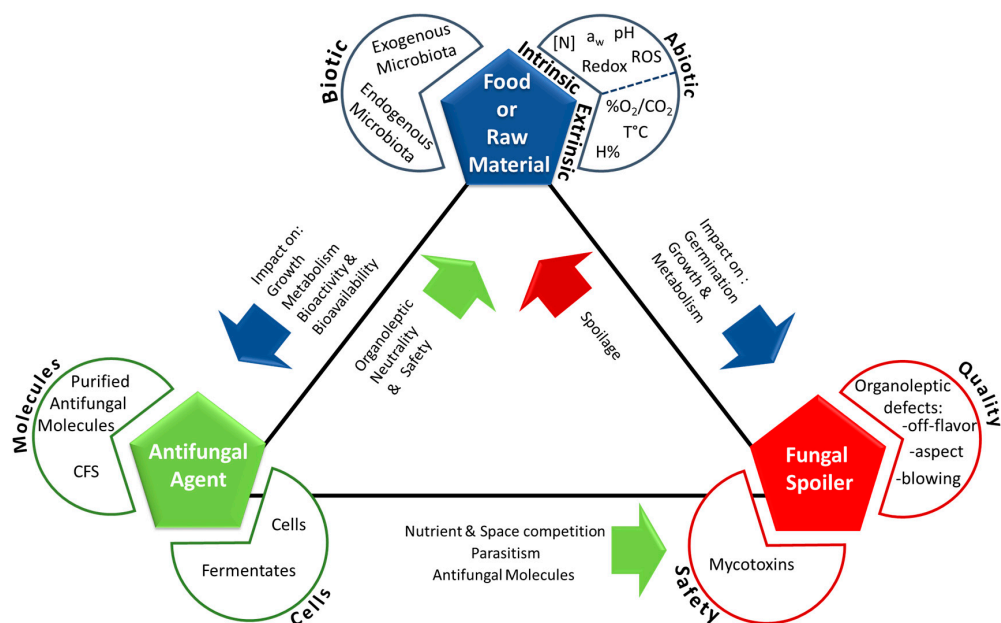 Biotic
Exogenous
Microbiota
Endogenous
Microbiota
Food
or
Raw
Material
Intrinsic
Extrinsic
Abiotic
[N] a_w pH
Redox ROS
%O₂/CO₂
T°C
H%
Impact on:
Growth
Metabolism
Bioactivity &
Bioavailability
Organoleptic
Neutrality
& Safety
Spoilage
Impact on :
Germination
Growth &
Metabolism
Molecules
Purified
Antifungal
Molecules
CFS
Antifungal
Agent
Cells
Fermentates
Cells
Nutrient & Space competition
Parasitism
Antifungal Molecules
Fungal
Spoiler
Quality
Organoleptic
defects:
-off-flavor
-aspect
-blowing
Mycotoxins
Safety